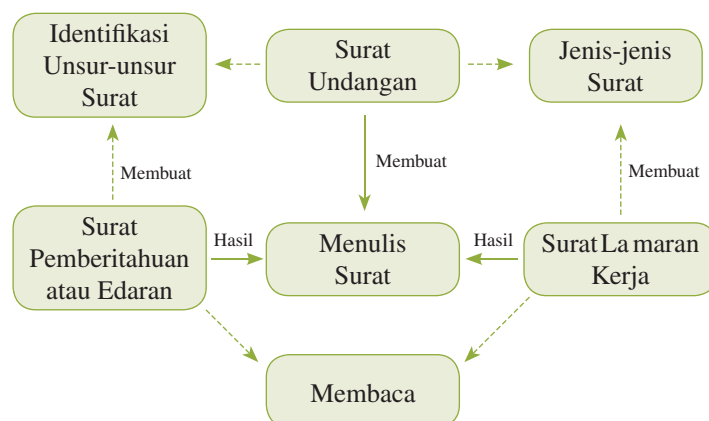 Identifikasi
Unsur-unsur
Surat
Surat
Undangan
Jenis-jenis
Surat
Membuat
Membuat
Membuat
Surat
Pemberitahuan
atau Edaran
Hasil
Menulis
Surat
Hasil
Surat La maran
Kerja
Membaca